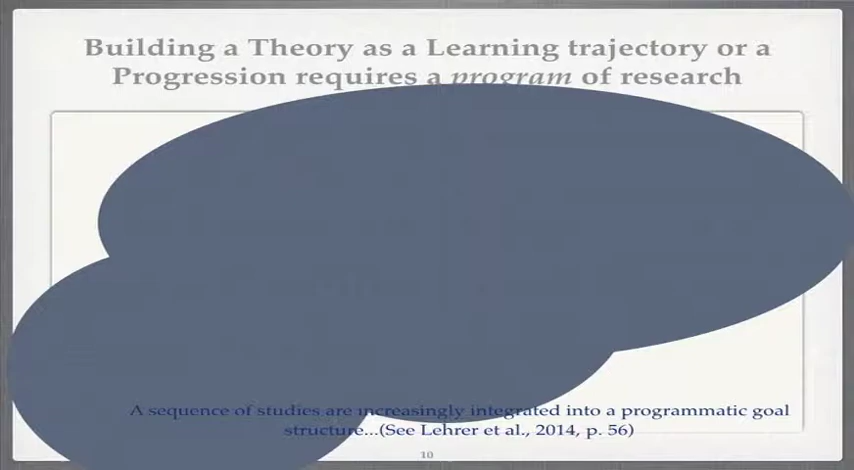 Building a Theory as a Learning trajectory or a
Progression requires a program of research
A sequence of studies are increasingly integrated into a programmatic goal
structure...(See Lehrer et al., 2014, p. 56)
10